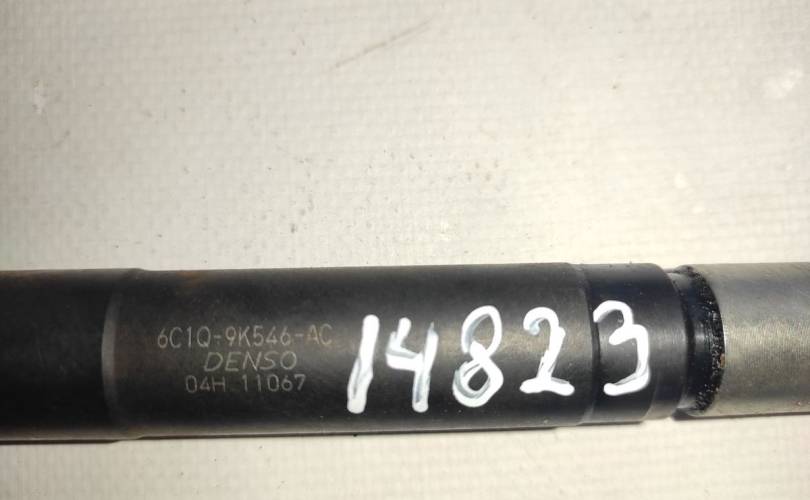 6C1Q-9K546-AC
DENSO
04H 11067
14823